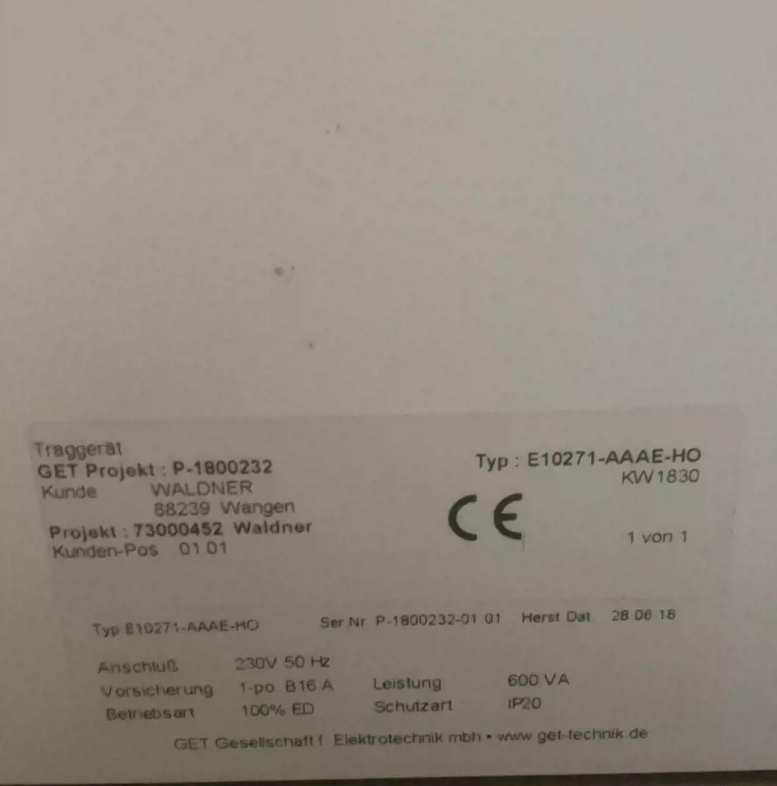 Traggerät
GET Projekt : P-1800232
Kunde WALDNER
88239 Wangen
Projekt : 73000452 Waldner
Kunden-Pos 01 01
Typ : E10271-AAAE-HO
KW1830
CE
1 von 1
Typ E10271-AAAE-HO Ser.Nr P-1800232-01 01 Herst Dat 28 06 18
Anschluß 230V 50 Hz
Vorsicherung 1-po. B16 A Leistung 600 VA
Betriebsart 100% ED Schutzart IP20
GET Gesellschaft f Elektrotechnik mbh • www get-technik.de